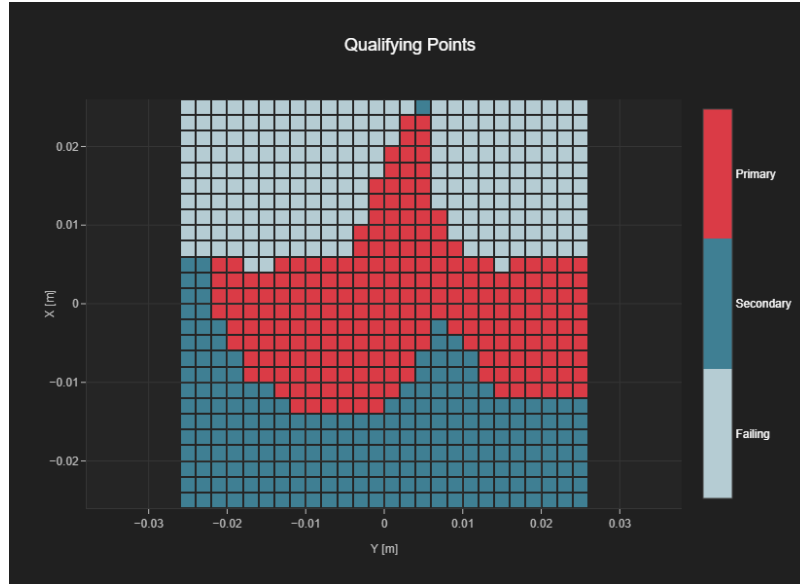 Qualifying Points
Primary
Secondary
Failing
0.02
0.01
0
−0.01
−0.02
X [m]
−0.03
−0.02
−0.01
0
0.01
0.02
0.03
Y [m]